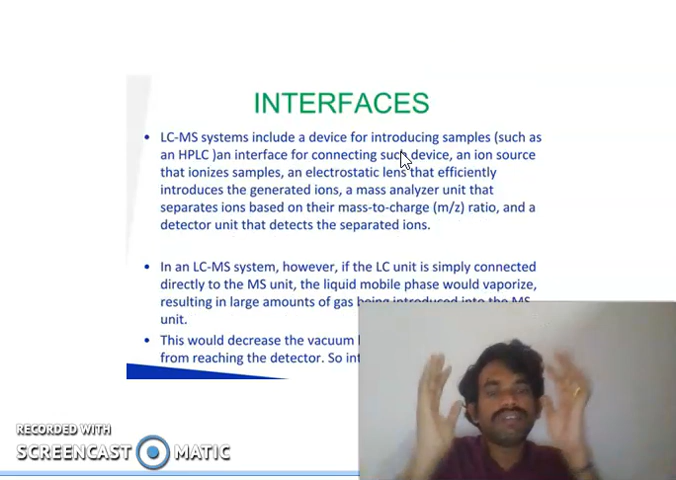 INTERFACES
• LC-MS systems include a device for introducing samples (such as
an HPLC )an interface for connecting such device, an ion source
that ionizes samples, an electrostatic lens that efficiently
introduces the generated ions, a mass analyzer unit that
separates ions based on their mass-to-charge (m/z) ratio, and a
detector unit that detects the separated ions.
• In an LC-MS system, however, if the LC unit is simply connected
directly to the MS unit, the liquid mobile phase would vaporize,
resulting in large amounts of gas being introduced into the MS
unit.
• This would decrease the vacuum
from reaching the detector. So
RECORDED WITH
SCREENCAST MATIC